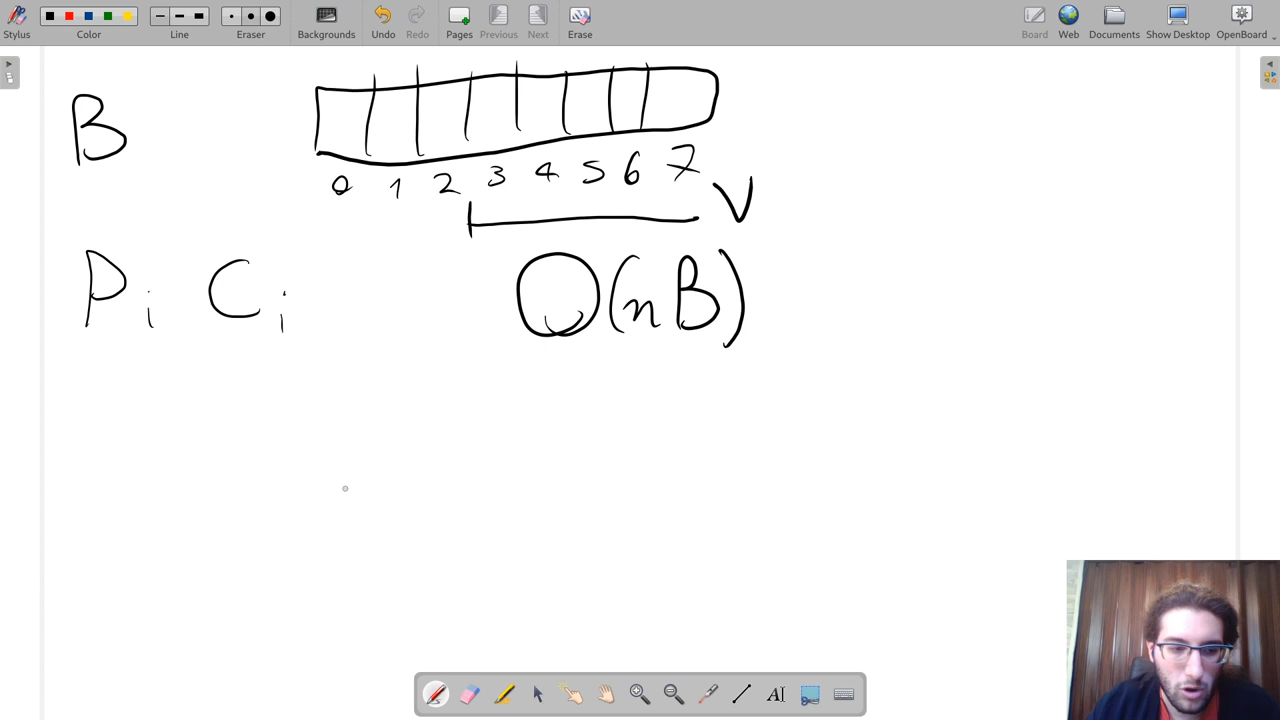 Stylus Color Line Eraser Backgrounds Undo Redo Pages Previous Next Erase Board Web Documents Show Desktop OpenBoard
B
0 1 2 3 4 5 6 7
V
Pi Ci O(nB)
AI